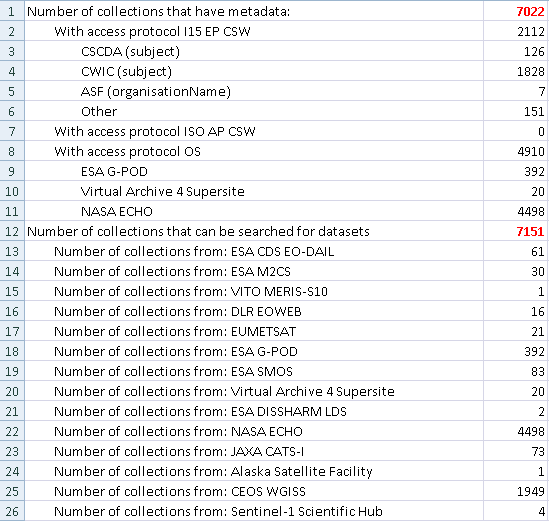 1 Number of collections that have metadata: 7022
2 With access protocol I15 EP CSW 2112
3 CSCDA (subject) 126
4 CWIC (subject) 1828
5 ASF (organisationName) 7
6 Other 151
7 With access protocol ISO AP CSW 0
8 With access protocol OS 4910
9 ESA G-POD 392
10 Virtual Archive 4 Supersite 20
11 NASA ECHO 4498
12 Number of collections that can be searched for datasets 7151
13 Number of collections from: ESA CDS EO-DAIL 61
14 Number of collections from: ESA M2CS 30
15 Number of collections from: VITO MERIS-S10 1
16 Number of collections from: DLR EOWEB 16
17 Number of collections from: EUMETSAT 21
18 Number of collections from: ESA G-POD 392
19 Number of collections from: ESA SMOS 83
20 Number of collections from: Virtual Archive 4 Supersite 20
21 Number of collections from: ESA DISSHARM LDS 2
22 Number of collections from: NASA ECHO 4498
23 Number of collections from: JAXA CATS-I 73
24 Number of collections from: Alaska Satellite Facility 1
25 Number of collections from: CEOS WGISS 1949
26 Number of collections from: Sentinel-1 Scientific Hub 4